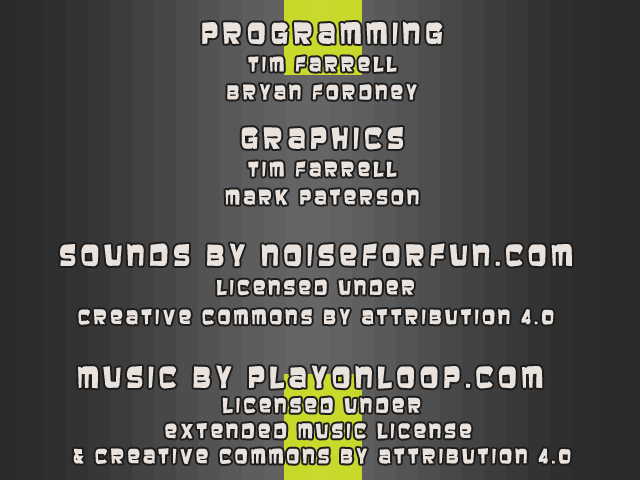 PROGRAMMING
TIM FARRELL
BRYAN FORDNEY
GRAPHICS
TIM FARRELL
MARK PATERSON
SOUNDS BY NOISEFORFUN.COM
LICENSED UNDER
CREATIVE COMMONS BY ATTRIBUTION 4.0
MUSIC BY PLAYONLOOP.COM
LICENSED UNDER
EXTENDED MUSIC LICENSE
& CREATIVE COMMONS BY ATTRIBUTION 4.0